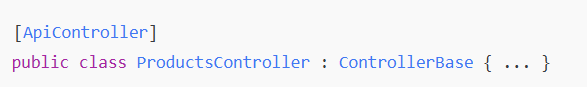 [ApiController]
public class ProductsController : ControllerBase { ... }